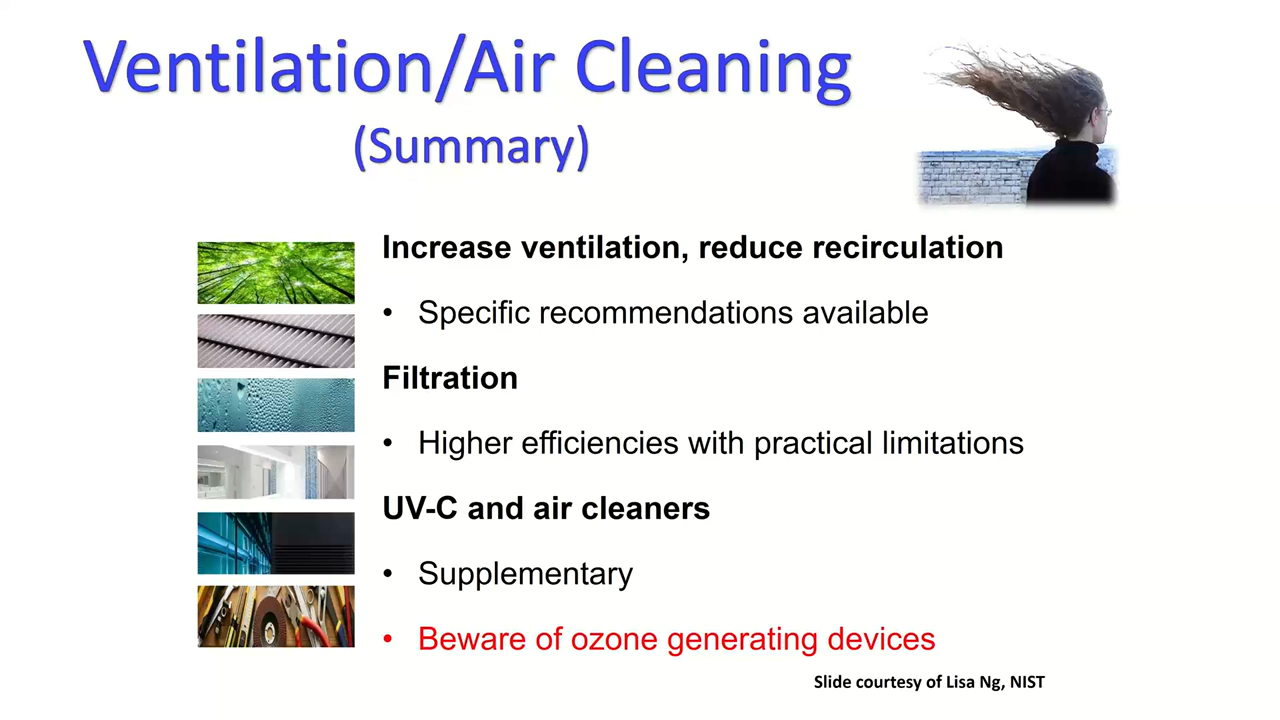 Ventilation/Air Cleaning
(Summary)
Increase ventilation, reduce recirculation
• Specific recommendations available
Filtration
• Higher efficiencies with practical limitations
UV-C and air cleaners
• Supplementary
• Beware of ozone generating devices
Slide courtesy of Lisa Ng, NIST